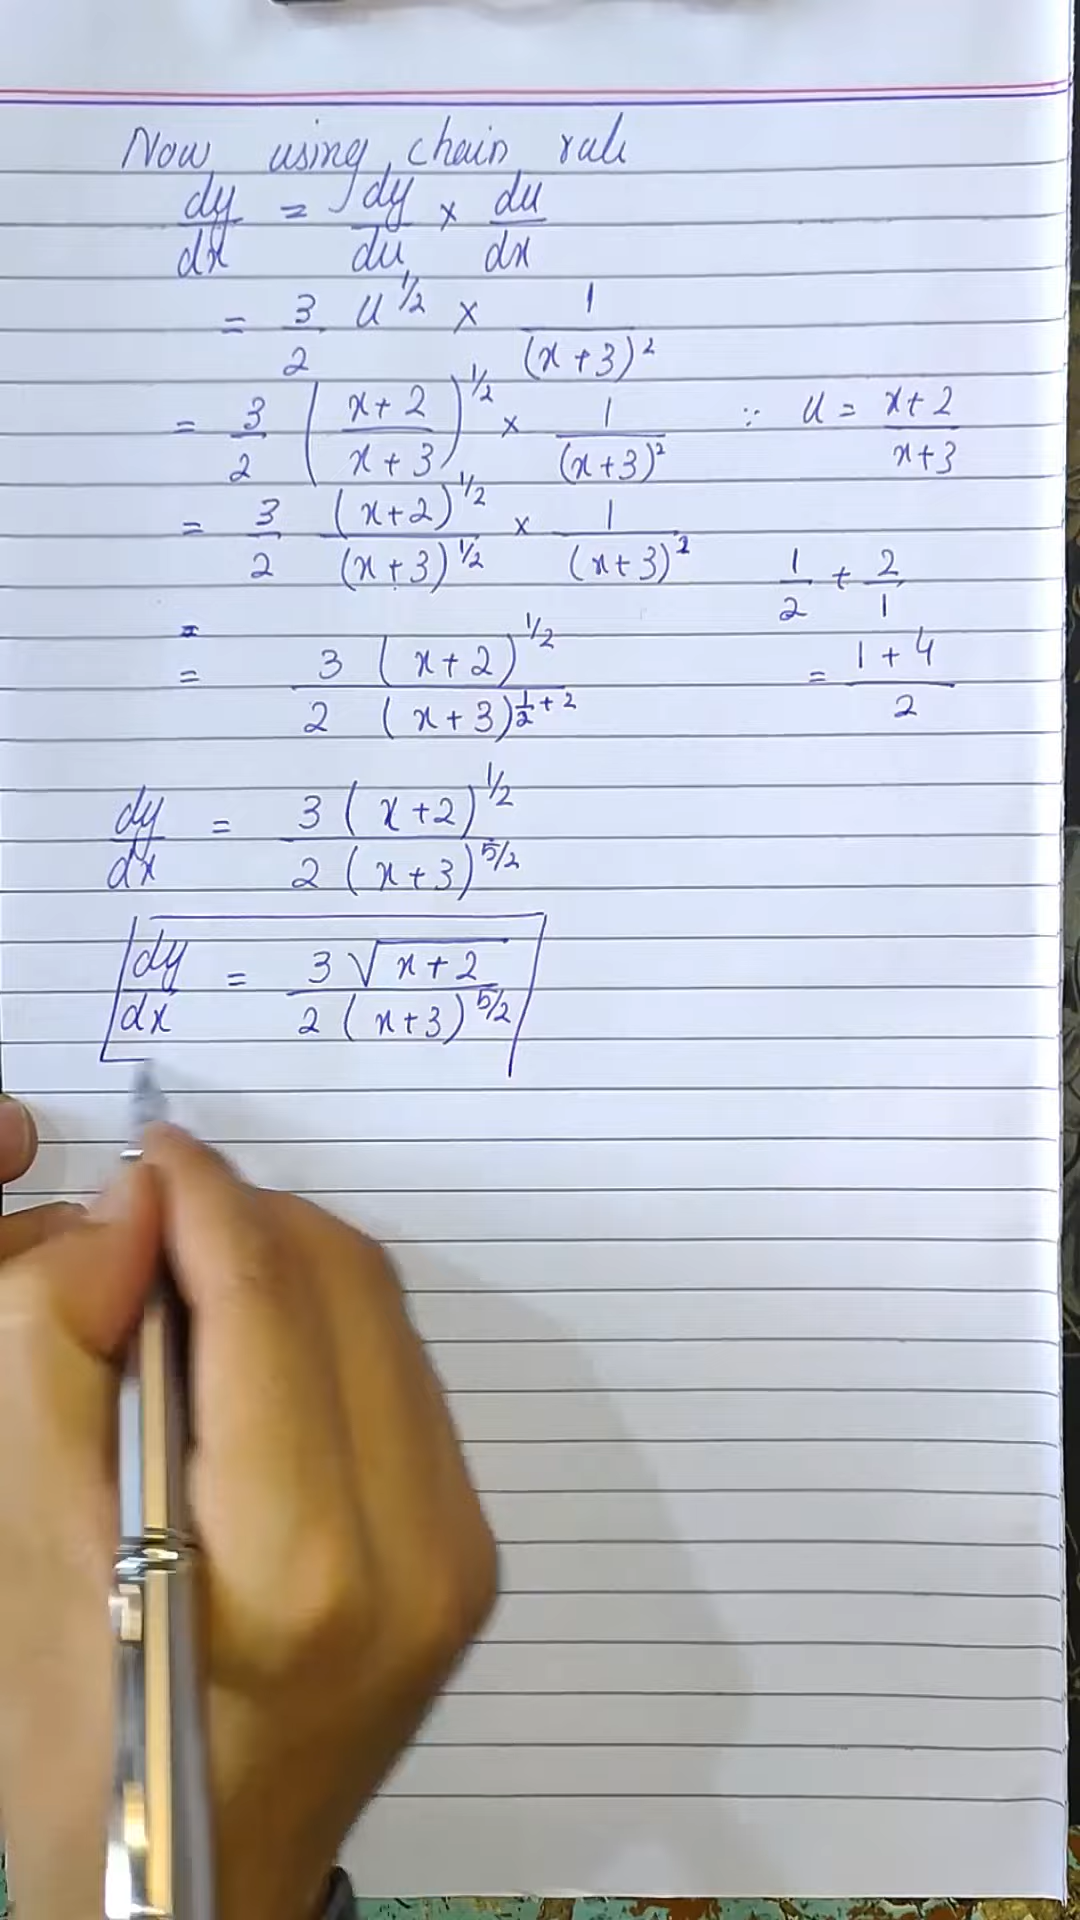 Now using chain rule
dy/dx = dy/du × du/dx
= 3/2 u^1/2 × 1/(x+3)^2
= 3/2 ((x+2)/(x+3))^1/2 × 1/(x+3)^2 ∵ u = (x+2)/(x+3)
= 3/2 (x+2)^1/2/(x+3)^1/2 × 1/(x+3)^2
1/2 + 2/1
=
= 3(x+2)^1/2 / 2(x+3)^(1/2+2)
= (1+4)/2
dy/dx = 3(x+2)^1/2 / 2(x+3)^5/2
dy/dx = 3√(x+2) / 2(x+3)^5/2